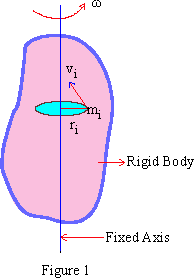 ω
vᵢ
mᵢ
rᵢ
Rigid Body
Fixed Axis
Figure 1